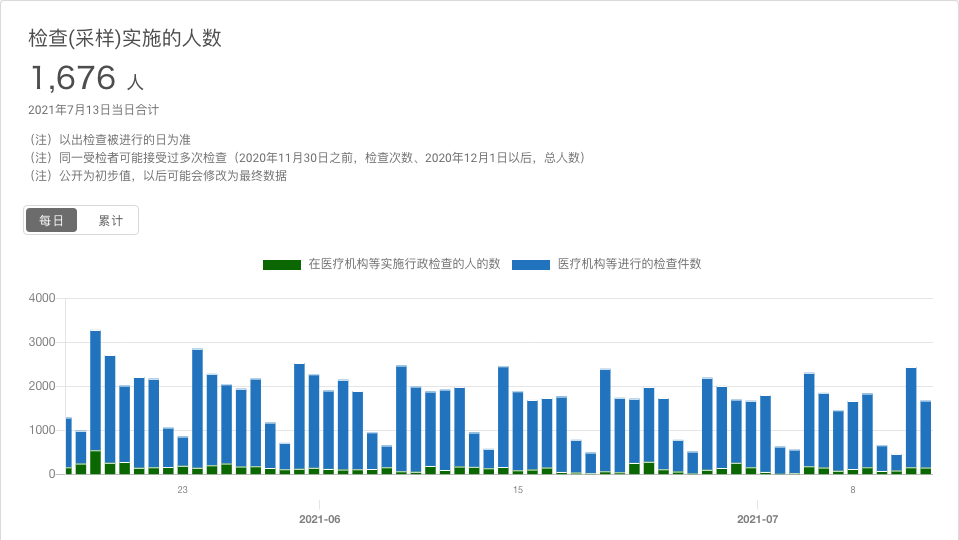 检查(采样)实施的人数
1,676 人
2021年7月13日当日合计
（注）以出检查被进行的日为准
（注）同一受检者可能接受过多次检查（2020年11月30日之前，检查次数、2020年12月1日以后，总人数）
（注）公开为初步值，以后可能会修改为最终数据
每日 累计
在医疗机构等实施行政检查的人的数 医疗机构等进行的检查件数
4000
3000
2000
1000
0
23 15 8
2021-06 2021-07